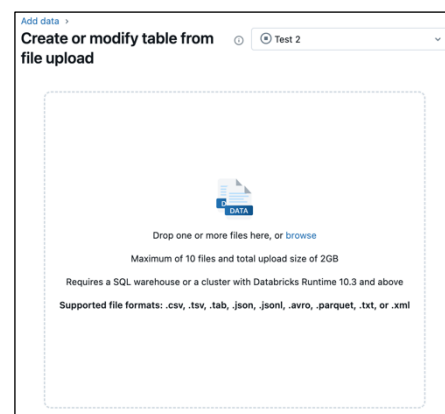 Add data ›
Create or modify table from
file upload
Test 2
DATA
Drop one or more files here, or browse
Maximum of 10 files and total upload size of 2GB
Requires a SQL warehouse or a cluster with Databricks Runtime 10.3 and above
Supported file formats: .csv, .tsv, .tab, .json, .jsonl, .avro, .parquet, .txt, or .xml